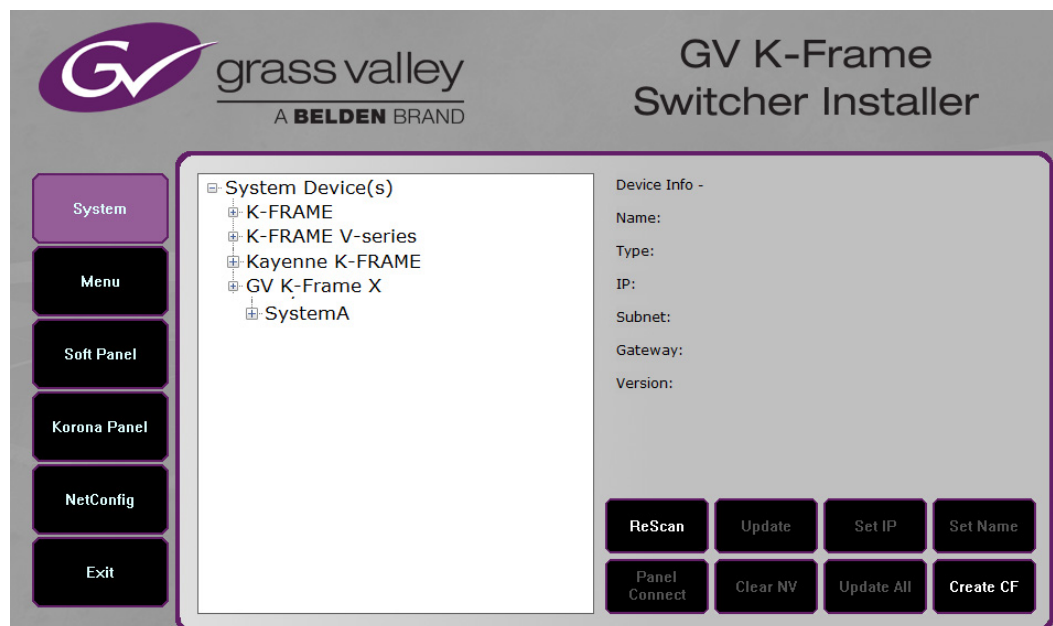 GV
grass valley
A BELDEN BRAND
GV K-Frame
Switcher Installer
System
Menu
Soft Panel
Korona Panel
NetConfig
Exit
System Device(s)
K-FRAME
K-FRAME V-series
Kayenne K-FRAME
GV K-Frame X
SystemA
Device Info -
Name:
Type:
IP:
Subnet:
Gateway:
Version:
ReScan
Update
Set IP
Set Name
Panel
Connect
Clear NV
Update All
Create CF